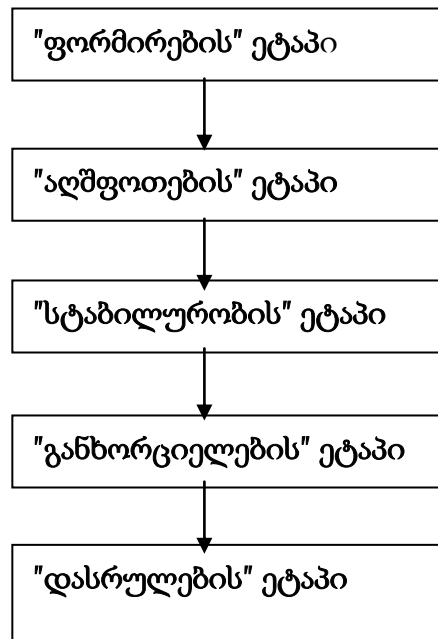 "ფორმირების" ეტაპი
"აღშფოთების" ეტაპი
"სტაბილურობის" ეტაპი
"განხორციელების" ეტაპი
"დასრულების" ეტაპი